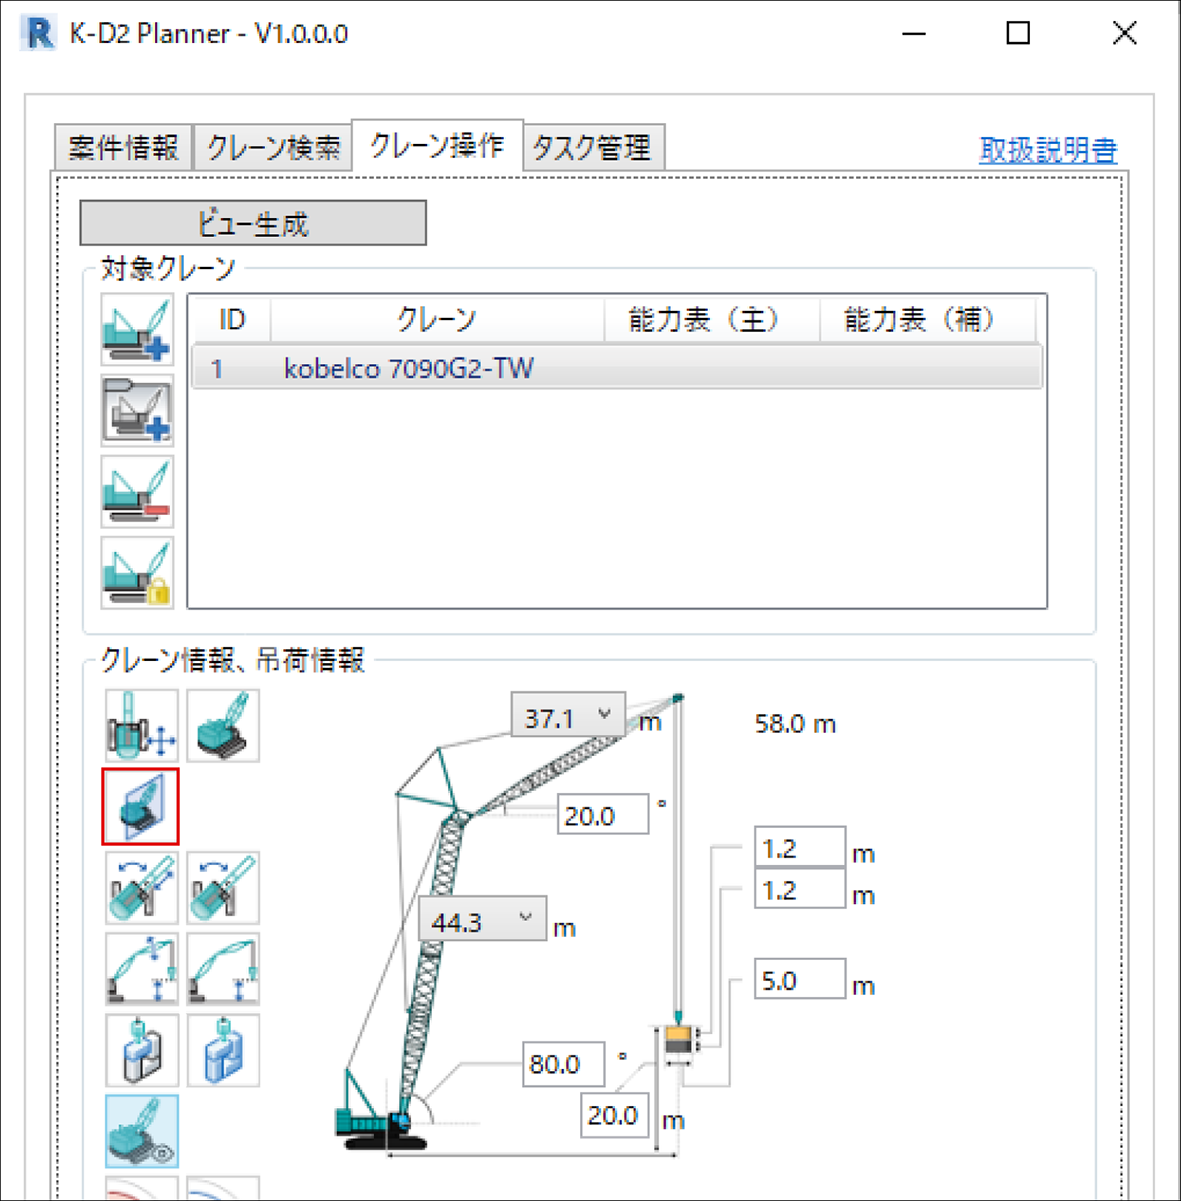 K-D2 Planner - V1.0.0.0
案件情報 クレーン検索 クレーン操作 タスク管理 取扱説明書
ビュー生成
対象クレーン
ID クレーン 能力表（主） 能力表（補）
1 kobelco 7090G2-TW
クレーン情報、吊荷情報
37.1 m 58.0 m
20.0 °
1.2 m
1.2 m
44.3 m
5.0 m
80.0 °
20.0 m